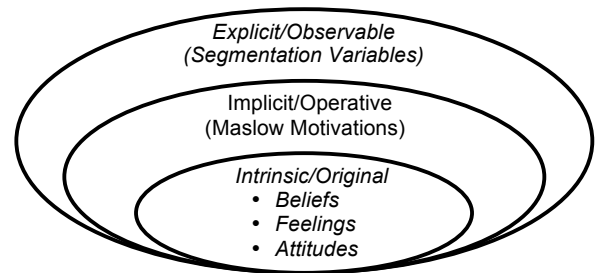 Explicit/Observable
(Segmentation Variables)
Implicit/Operative
(Maslow Motivations)
Intrinsic/Original
• Beliefs
• Feelings
• Attitudes